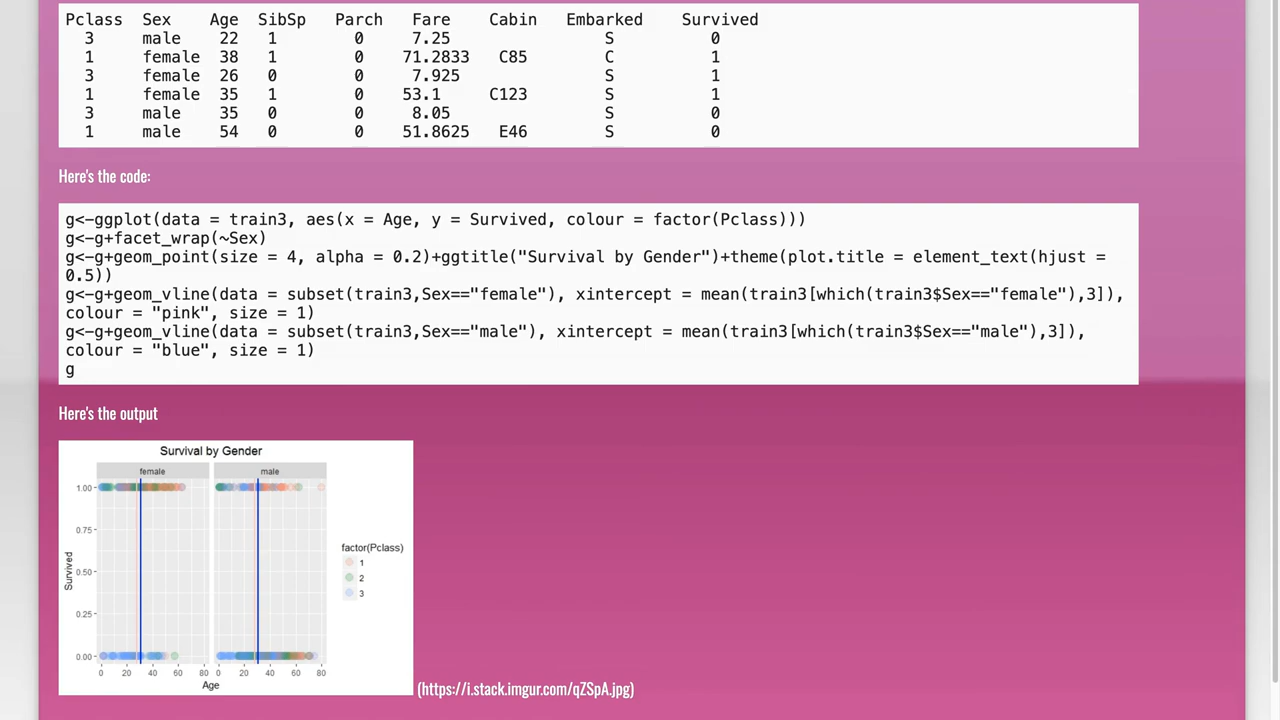 Pclass Sex Age SibSp Parch Fare Cabin Embarked Survived
3 male 22 1 0 7.25 S 0
1 female 38 1 0 71.2833 C85 C 1
3 female 26 0 0 7.925 S 1
1 female 35 1 0 53.1 C123 S 1
3 male 35 0 0 8.05 S 0
1 male 54 0 0 51.8625 E46 S 0
Here's the code:
g<-ggplot(data = train3, aes(x = Age, y = Survived, colour = factor(Pclass)))
g<-g+facet_wrap(~Sex)
g<-g+geom_point(size = 4, alpha = 0.2)+ggtitle("Survival by Gender")+theme(plot.title = element_text(hjust =
0.5))
g<-g+geom_vline(data = subset(train3,Sex=="female"), xintercept = mean(train3[which(train3$Sex=="female"),3]),
colour = "pink", size = 1)
g<-g+geom_vline(data = subset(train3,Sex=="male"), xintercept = mean(train3[which(train3$Sex=="male"),3]),
colour = "blue", size = 1)
g
Here's the output
Survival by Gender
female male
1.00
0.75
0.50
0.25
0.00
Survived
0 20 40 60 80 0 20 40 60 80
Age
factor(Pclass)
1
2
3
(https://i.stack.imgur.com/qZSpA.jpg)